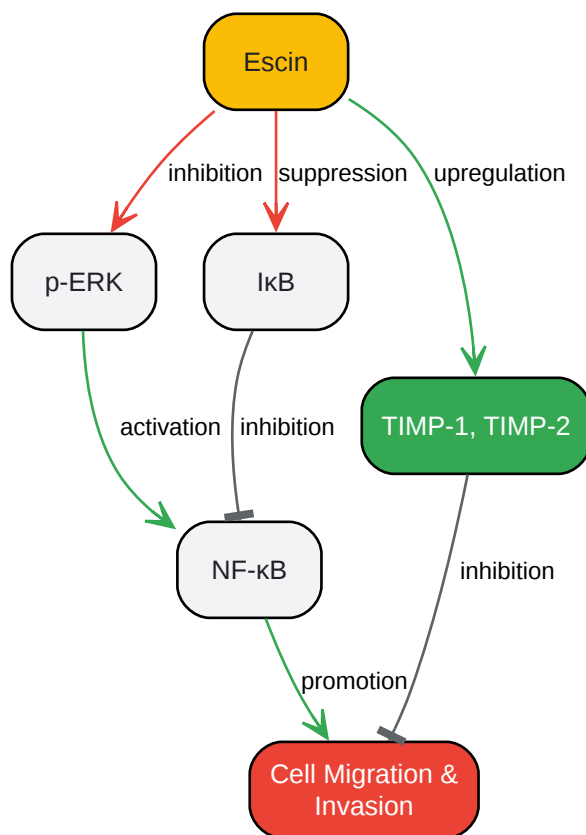 Escin
inhibition
suppression
upregulation
p-ERK
IκB
TIMP-1, TIMP-2
activation
inhibition
NF-κB
inhibition
promotion
Cell Migration &
Invasion